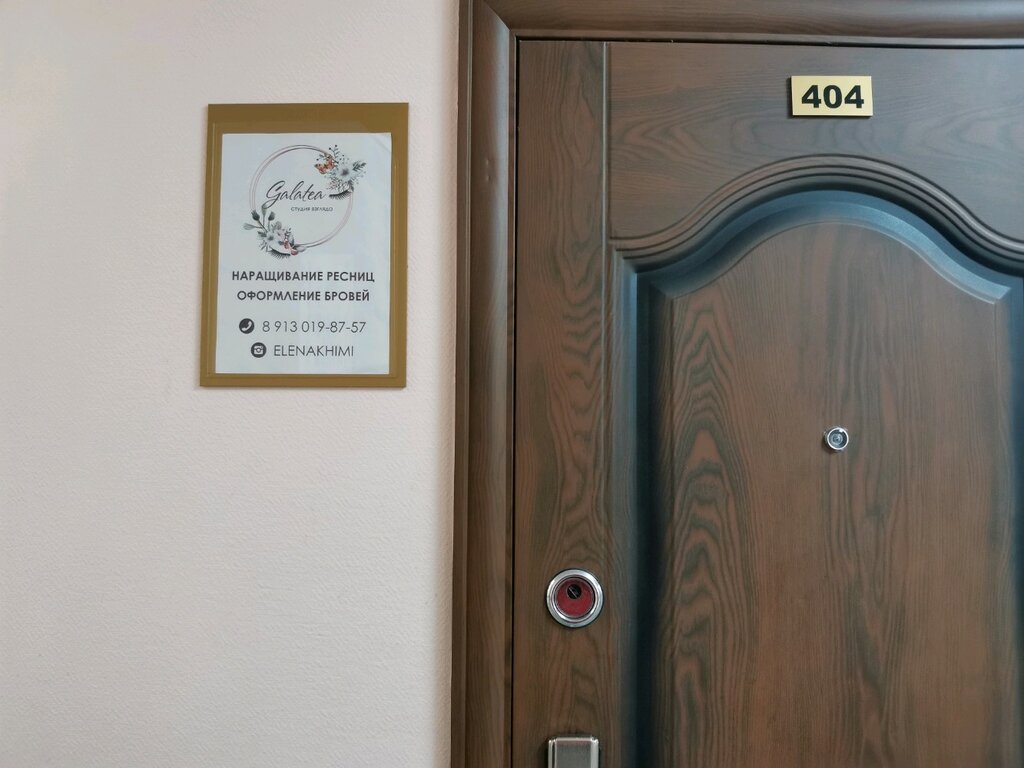 Galatea
СТУДИЯ ВЗГЛЯДА
НАРАЩИВАНИЕ РЕСНИЦ
ОФОРМЛЕНИЕ БРОВЕЙ
8 913 019-87-57
ELENAKHIMI
404